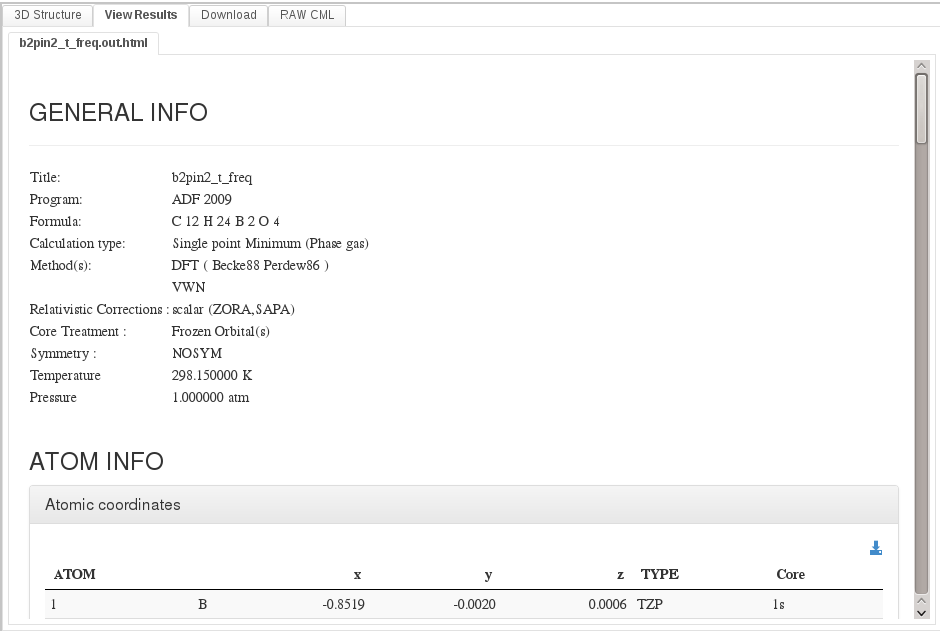 3D Structure View Results Download RAW CML
b2pin2_t_freq.out.html
GENERAL INFO
Title: b2pin2_t_freq
Program: ADF 2009
Formula: C 12 H 24 B 2 O 4
Calculation type: Single point Minimum (Phase gas)
Method(s): DFT ( Becke88 Perdew86 )
VWN
Relativistic Corrections : scalar (ZORA,SAPA)
Core Treatment : Frozen Orbital(s)
Symmetry : NOSYM
Temperature 298.150000 K
Pressure 1.000000 atm
ATOM INFO
Atomic coordinates
ATOM x y z TYPE Core
1 B -0.8519 -0.0020 0.0006 TZP 1s